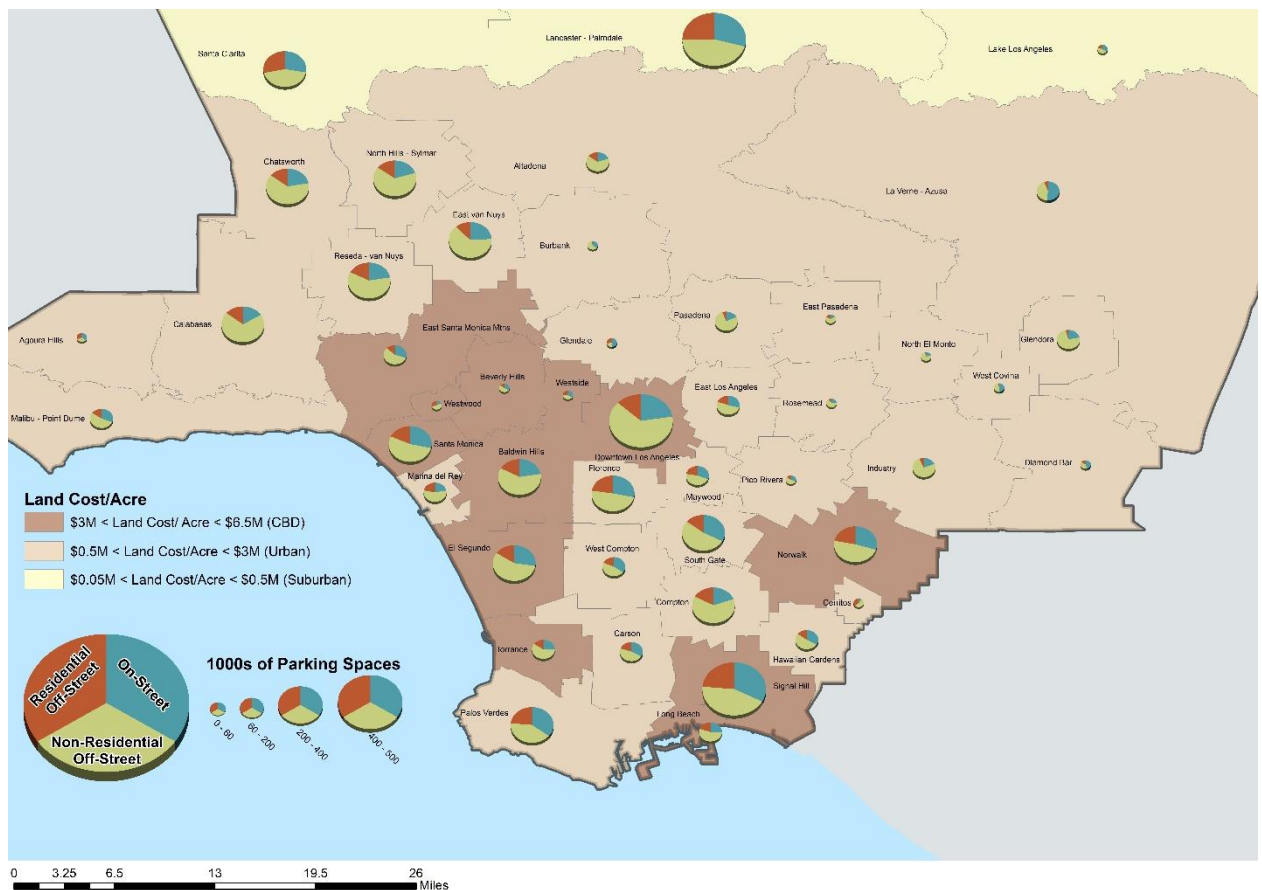 Santa Clarita
Lancaster - Palmdale
Lake Los Angeles
Chatsworth
North Hills - Sylmar
Altadona
La Verne - Azusa
East van Nuys
Burbank
Reseda - van Nuys
Calabasas
East Santa Monica Mtns
Pasadena
East Pasadena
Agoura Hills
Glendale
North El Monto
Glendora
Beverly Hills
Westside
West Covina
Westwood
East Los Angeles
Rosemead
Malibu - Point Dume
Santa Monica
Baldwin Hills
Downtown Los Angeles
Florence
Industry
Diamond Bar
Marina del Rey
Maywood
Pico Rivera
Land Cost/Acre
$3M < Land Cost/ Acre < $6.5M (CBD)
$0.5M < Land Cost/Acre < $3M (Urban)
$0.05M < Land Cost/Acre < $0.5M (Suburban)
El Segundo
West Compton
South Gate
Norwalk
Compton
Cerritos
Torrance
Carson
Hawaiian Gardens
Signal Hill
Palos Verdes
Long Beach
Residential
Off-Street
On-Street
Non-Residential
Off-Street
1000s of Parking Spaces
0 - 60
60 - 200
200 - 400
400 - 500
0 3.25 6.5 13 19.5 26
Miles